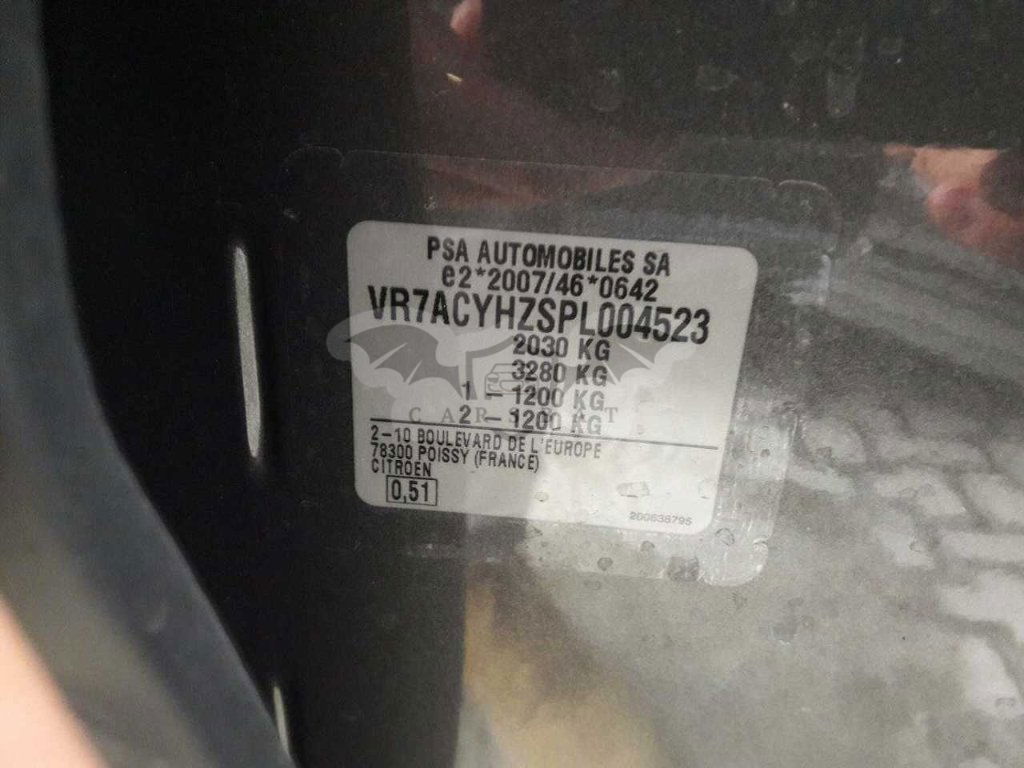 PSA AUTOMOBILES SA
e2*2007/46*0642
VR7ACYHZSPL004523
2030 KG
3280 KG
1 - 1200 KG
2 - 1200 KG
2-10 BOULEVARD DE L'EUROPE
78300 POISSY (FRANCE)
CITROEN
0,51
200638795